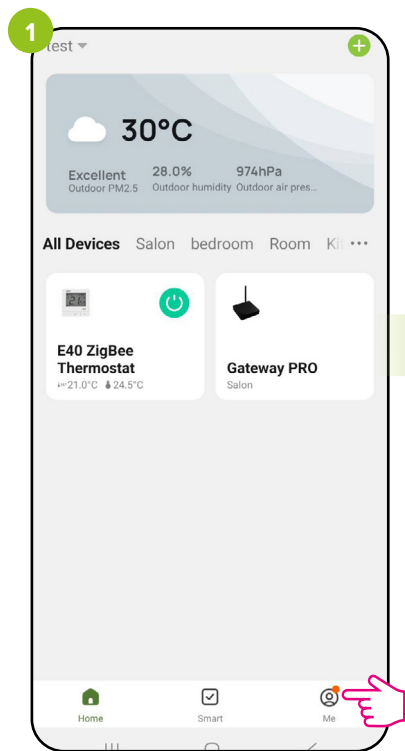 1
test
30°C
Excellent 28.0% 974hPa
Outdoor PM2.5 Outdoor humidity Outdoor air pres...
All Devices Salon bedroom Room Ki ...
E40 ZigBee
Thermostat
21.0°C 24.5°C
Gateway PRO
Salon
Home Smart Me